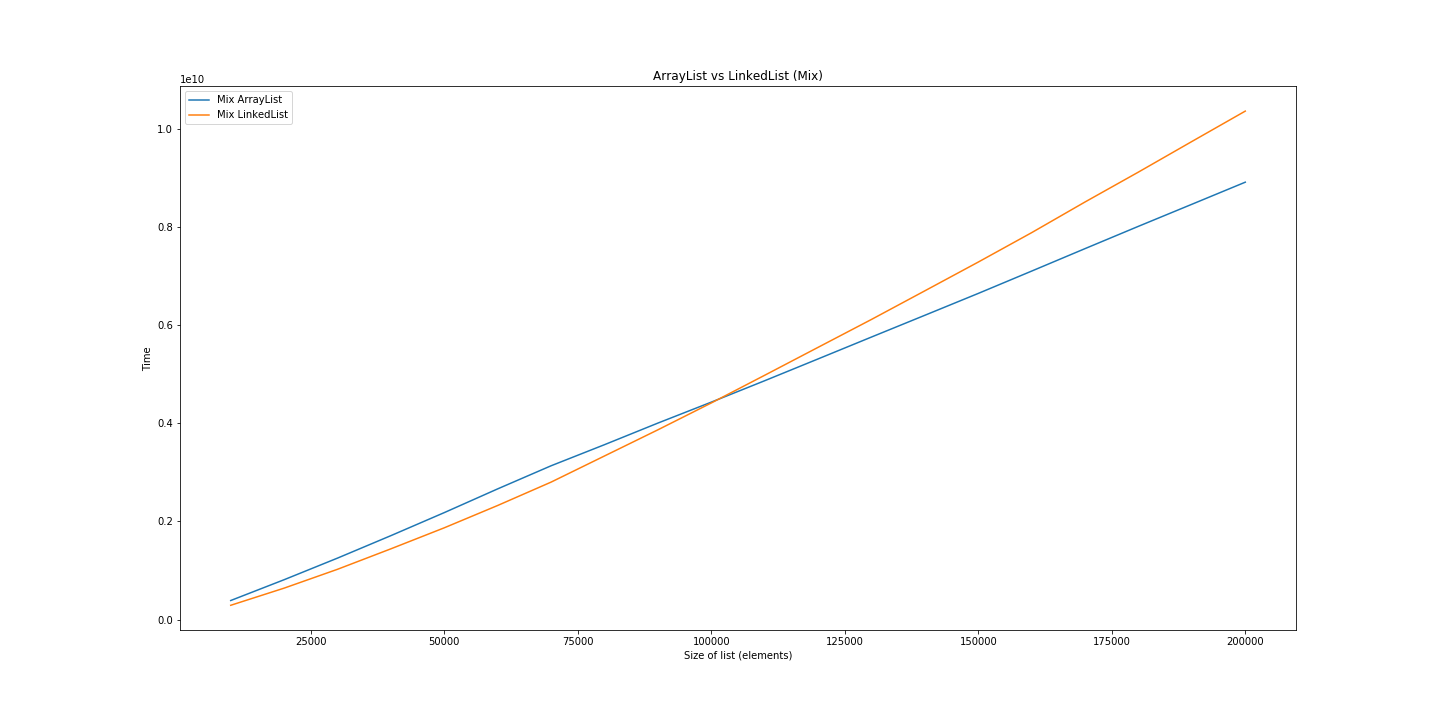 ArrayList vs LinkedList (Mix)
1e10
Mix ArrayList
Mix LinkedList
1.0
0.8
0.6
0.4
0.2
0.0
Time
25000 50000 75000 100000 125000 150000 175000 200000
Size of list (elements)